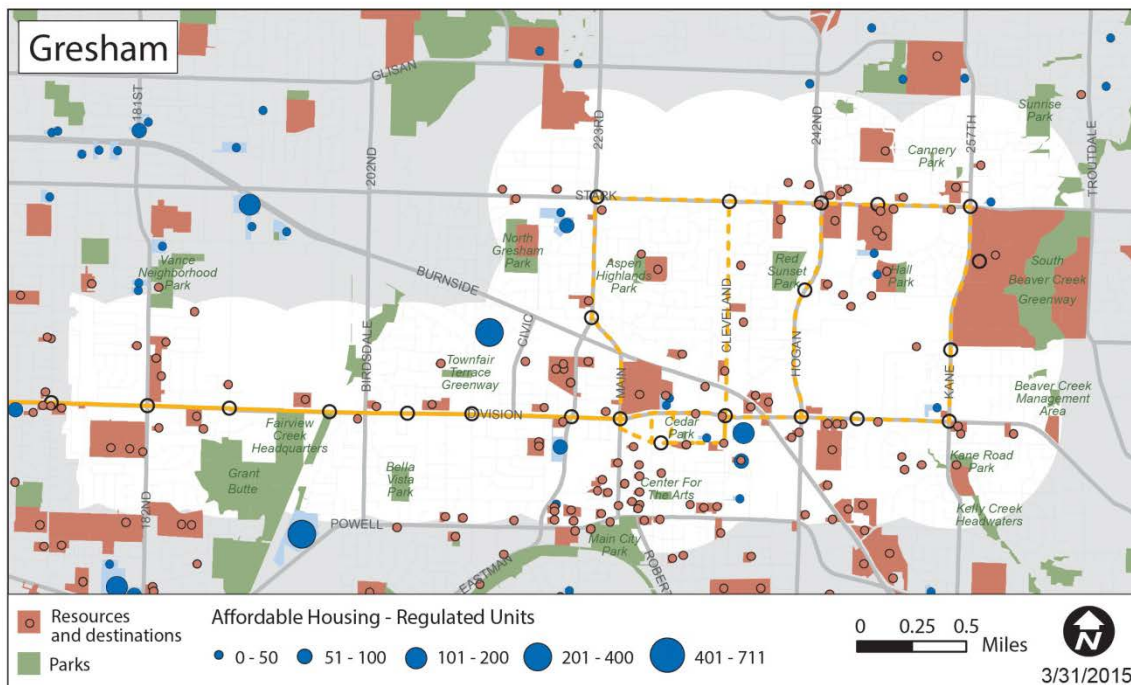 Gresham
GLISAN
181ST
202ND
223RD
242ND
257TH
TROUTDALE
Sunrise
Park
Cannery
Park
STARK
North
Gresham
Park
Vance
Neighborhood
Park
BURNSIDE
Aspen
Highlands
Park
Red
Sunset
Park
Hall
Park
South
Beaver Creek
Greenway
CLEVELAND
CIVIC
BIRDSDALE
Townfair
Terrace
Greenway
MAIN
HOGAN
KANE
Beaver Creek
Management
Area
DIVISION
Fairview
Creek
Headquarters
Cedar
Park
Grant
Butte
Bella
Vista
Park
Center For
The Arts
Kane Road
Park
Kelly Creek
Headwaters
182ND
POWELL
Main City
Park
EASTMAN
ROBERT
Resources
and destinations
Parks
Affordable Housing - Regulated Units
0 - 50
51 - 100
101 - 200
201 - 400
401 - 711
0 0.25 0.5
Miles
N
3/31/2015